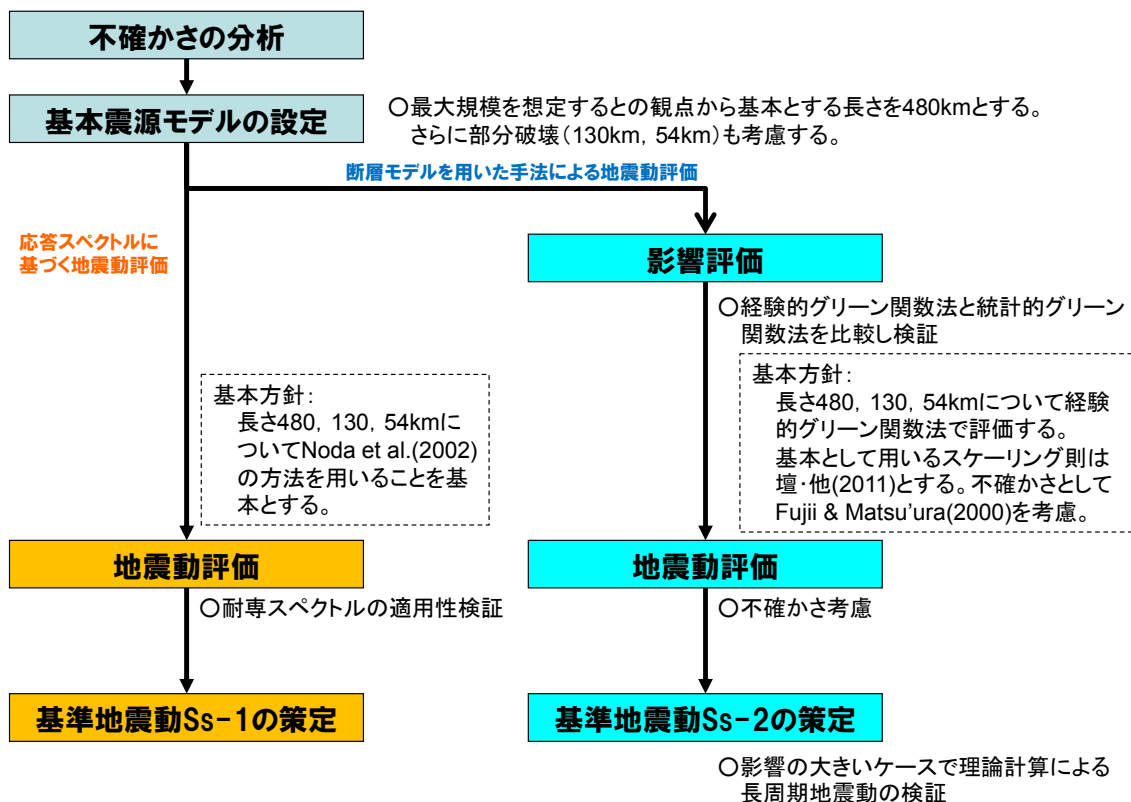 不確かさの分析
基本震源モデルの設定
○最大規模を想定するとの観点から基本とする長さを480kmとする。
さらに部分破壊(130km, 54km)も考慮する。
断層モデルを用いた手法による地震動評価
応答スペクトルに
基づく地震動評価
影響評価
○経験的グリーン関数法と統計的グリーン
関数法を比較し検証
基本方針:
長さ480, 130, 54kmに
ついてNoda et al.(2002)
の方法を用いることを基
本とする。
基本方針:
長さ480, 130, 54kmについて経験
的グリーン関数法で評価する。
基本として用いるスケーリング則は
壇・他(2011)とする。不確かさとして
Fujii & Matsu'ura(2000)を考慮。
地震動評価
○耐専スペクトルの適用性検証
地震動評価
○不確かさ考慮
基準地震動Ss-1の策定
基準地震動Ss-2の策定
○影響の大きいケースで理論計算による
長周期地震動の検証